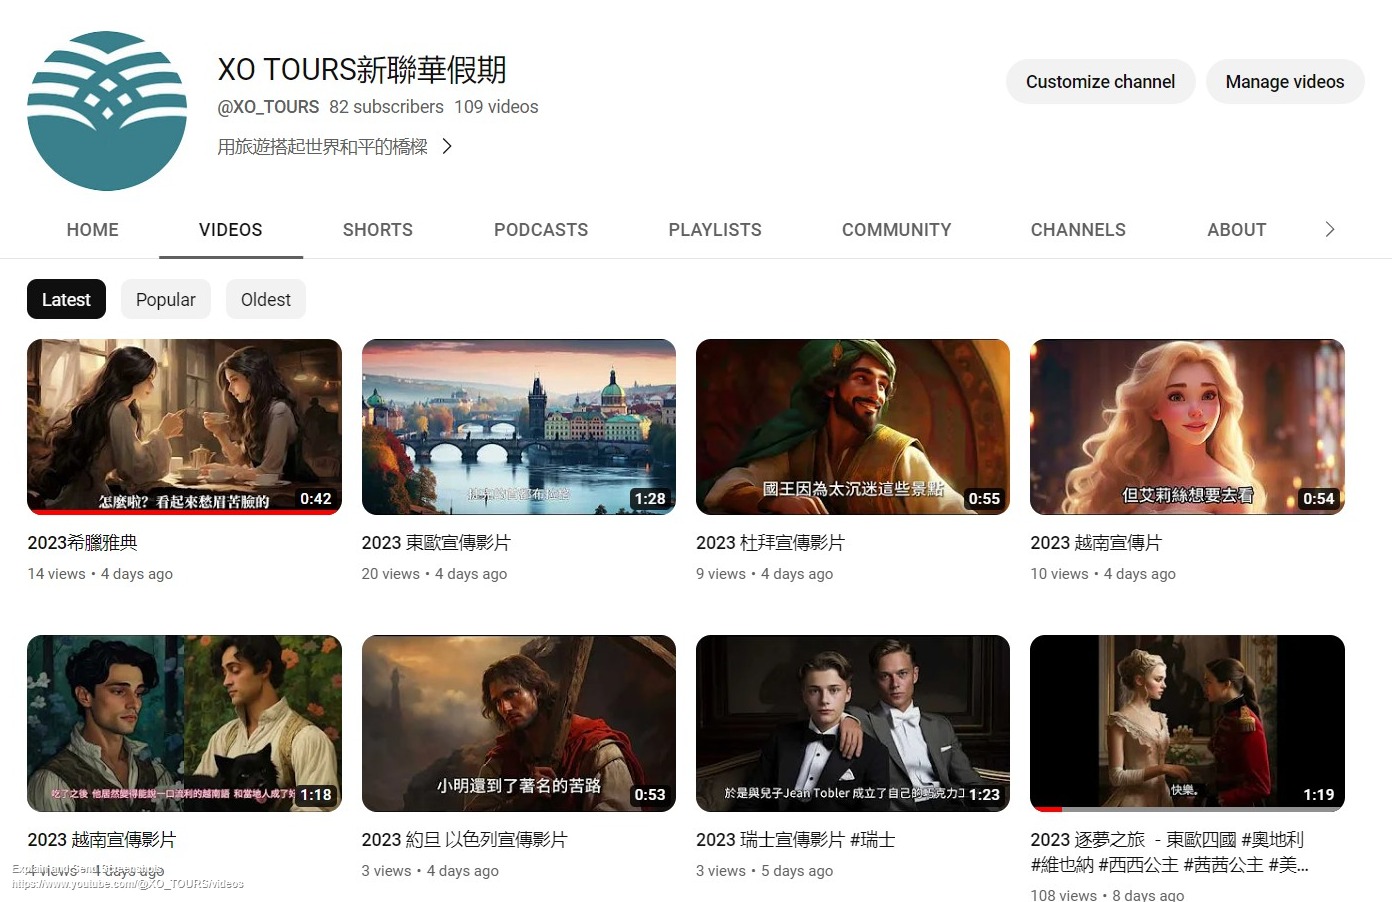 XO TOURS新聯華假期
@XO_TOURS 82 subscribers 109 videos
用旅遊搭起世界和平的橋樑
Customize channel
Manage videos
HOME
VIDEOS
SHORTS
PODCASTS
PLAYLISTS
COMMUNITY
CHANNELS
ABOUT
Latest
Popular
Oldest
怎麼啦? 看起來愁眉苦臉的
0:42
1:28
國王因為太沉迷這些景點
0:55
但艾莉絲想要去看
0:54
2023希臘雅典
14 views • 4 days ago
2023 東歐宣傳影片
20 views • 4 days ago
2023 杜拜宣傳影片
9 views • 4 days ago
2023 越南宣傳片
10 views • 4 days ago
吃了之後 他居然變得能說一口流利的越南語 和當地人成了好
1:18
小明還到了著名的苦路
0:53
於是與兒子Jean Tobler 成立了自己的巧克力工
1:23
快樂。
1:19
2023 越南宣傳影片
4 views • 4 days ago
2023 約旦 以色列宣傳影片
3 views • 4 days ago
2023 瑞士宣傳影片 #瑞士
3 views • 5 days ago
2023 逐夢之旅 - 東歐四國 #奧地利
#維也納 #西西公主 #茜茜公主 #美...
108 views • 8 days ago
Explain and Send Screenshots
https://www.youtube.com/@XO_TOURS/videos